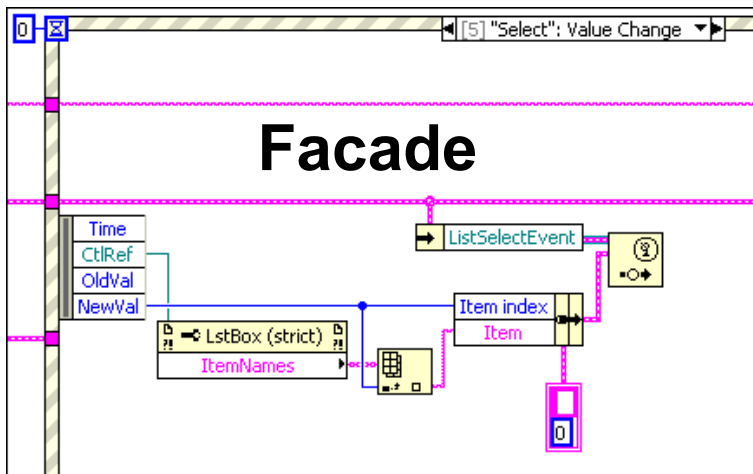 0
[5] "Select": Value Change
Facade
Time
CtlRef
OldVal
NewVal
ListSelectEvent
Item index
Item
LstBox (strict)
ItemNames
0